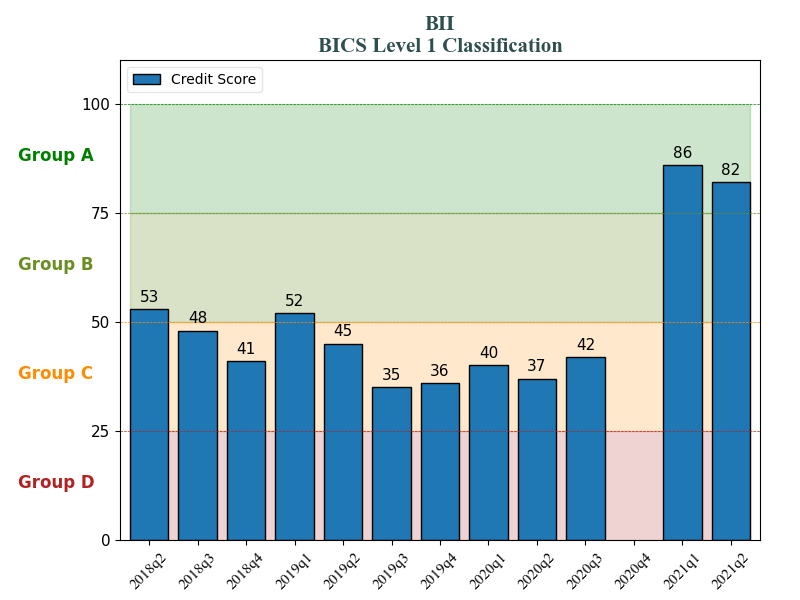 BII
BICS Level 1 Classification
Credit Score
100
Group A
86
82
75
Group B
53
48
41
52
45
35
36
40
37
42
50
Group C
25
Group D
0
2018q2
2018q3
2018q4
2019q1
2019q2
2019q3
2019q4
2020q1
2020q2
2020q3
2020q4
2021q1
2021q2